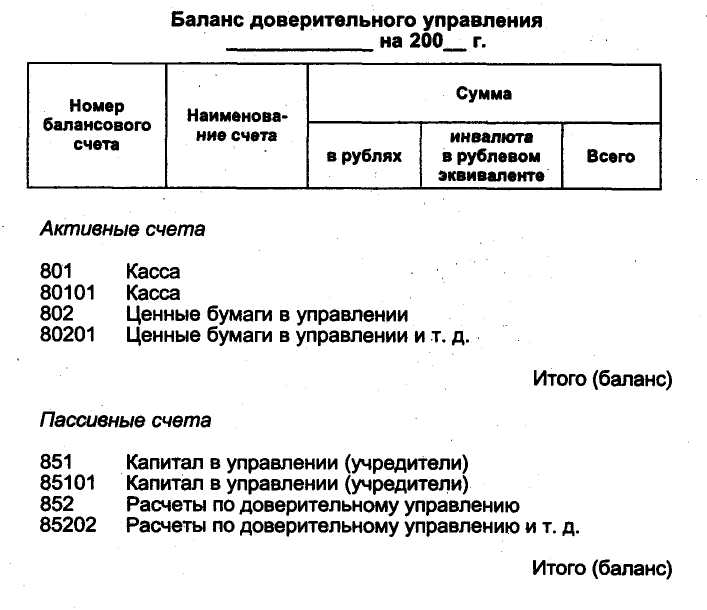 Баланс доверительного управления
____________ на 200__ г.
Номер балансового счета
Наименова-
ние счета
Сумма
в рублях
инвалюта
в рублевом
эквиваленте
Всего
Активные счета
801 Касса
80101 Касса
802 Ценные бумаги в управлении
80201 Ценные бумаги в управлении и т. д.
Итого (баланс)
Пассивные счета
851 Капитал в управлении (учредители)
85101 Капитал в управлении (учредители)
852 Расчеты по доверительному управлению
85202 Расчеты по доверительному управлению и т. д.
Итого (баланс)